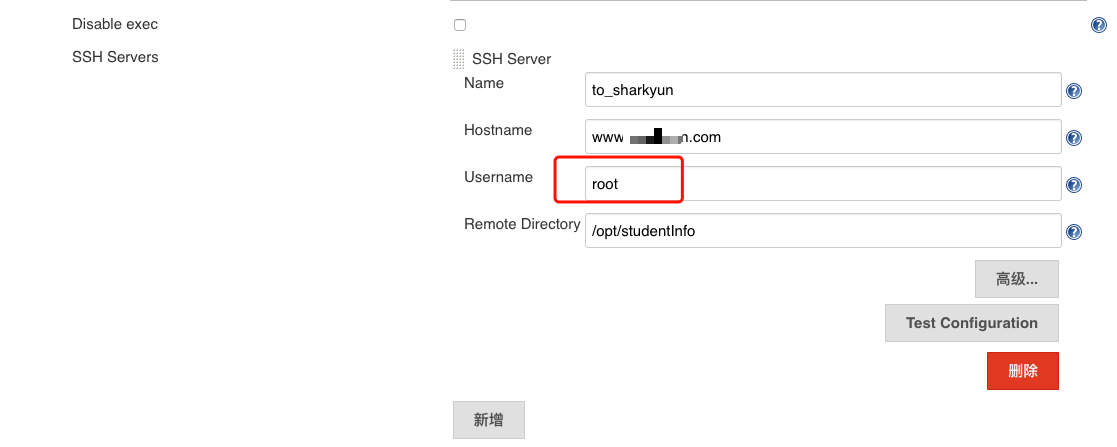 Disable exec
SSH Servers
SSH Server
Name
to_sharkyun
Hostname
www n.com
Username
root
Remote Directory
/opt/studentInfo
高级...
Test Configuration
删除
新增